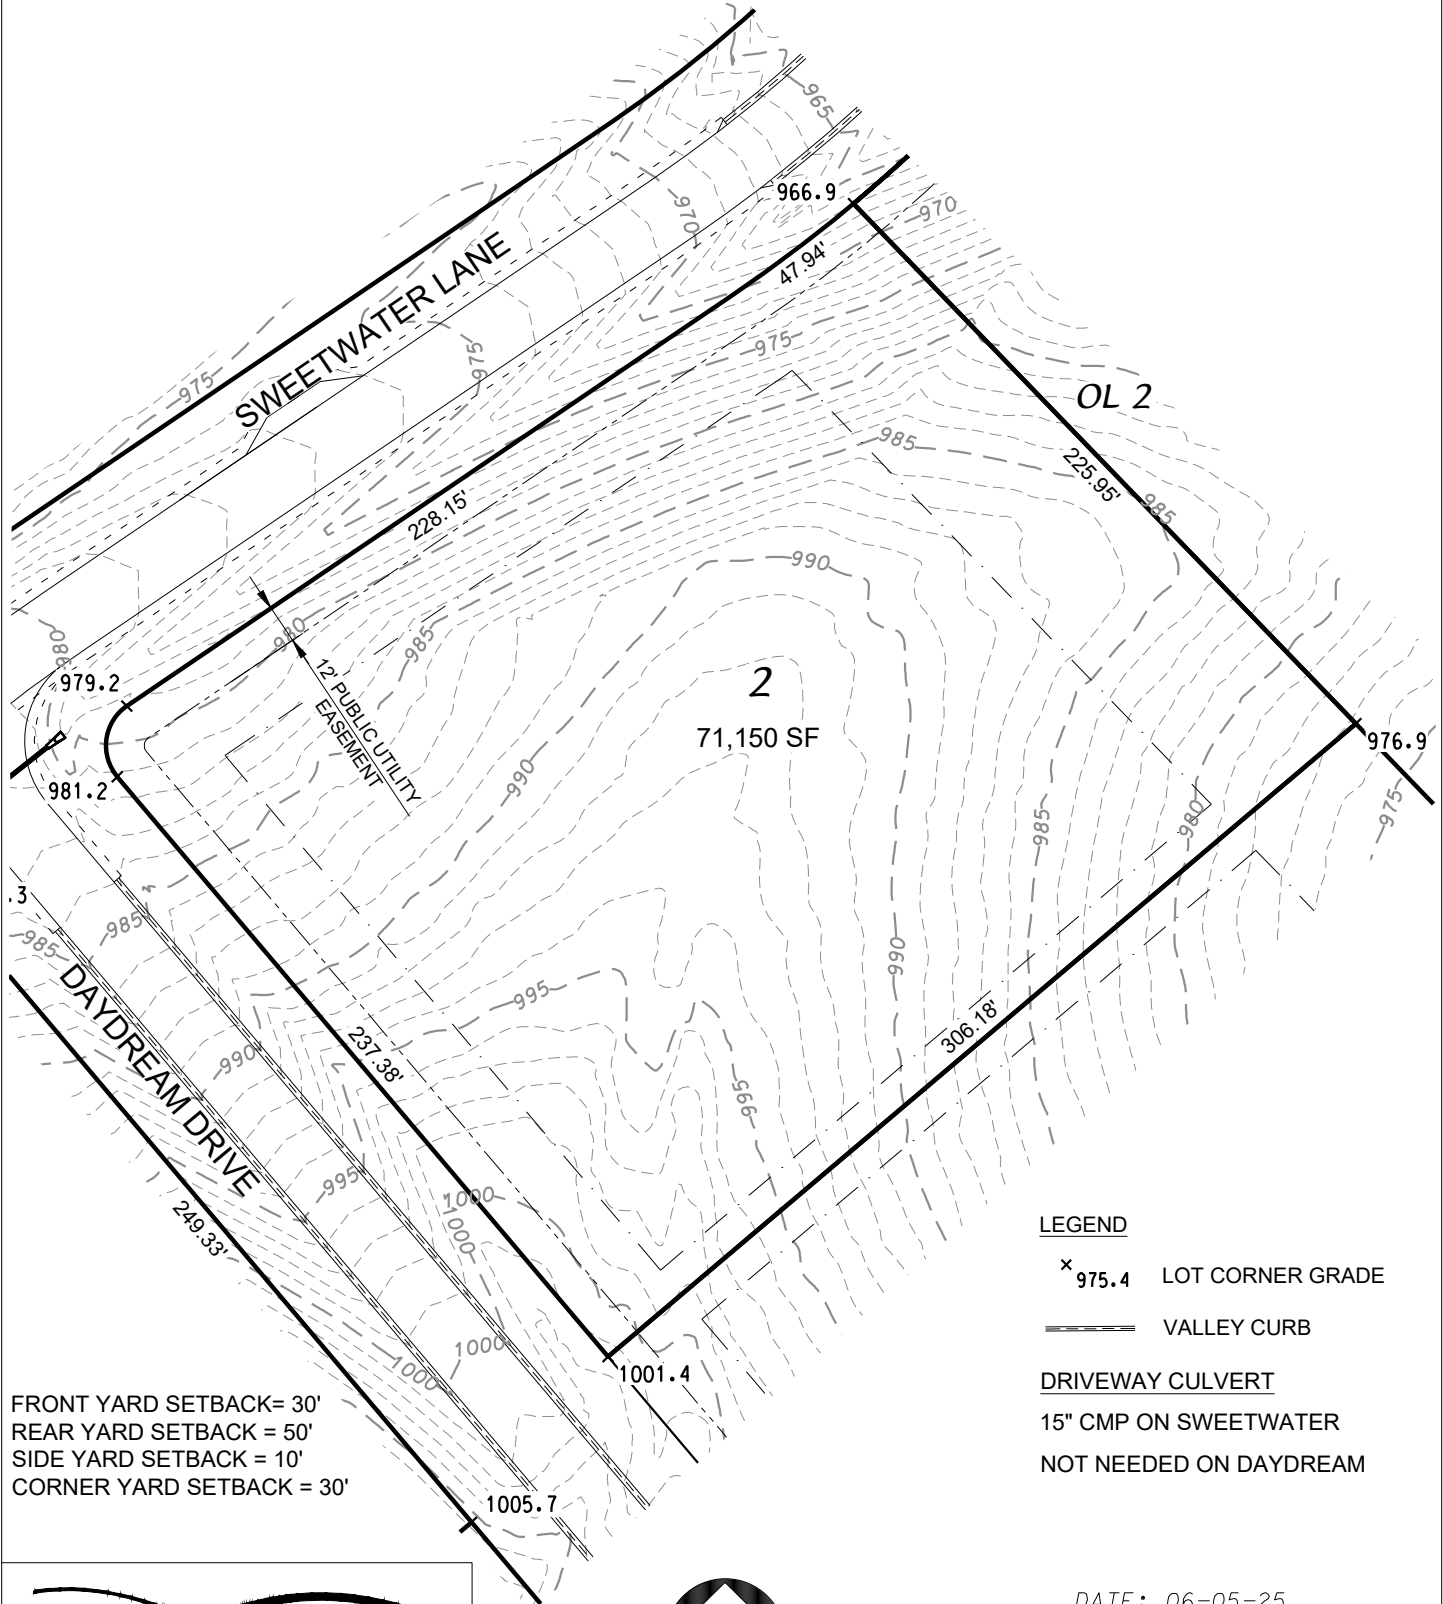 965
966.9
970
970
47.94'
SWEETWATER LANE
975
975
975
OL 2
985
225.95'
985
228.15'
990
980
985
980
979.2
12' PUBLIC UTILITY
EASEMENT
2
71,150 SF
976.9
981.2
990
975
980
985
.3
985
985
995
990
DAYDREAM DRIVE
990
237.38'
306.18'
995
995
1000
1000
249.33'
1000
1000
1001.4
1005.7
LEGEND
975.4 LOT CORNER GRADE
VALLEY CURB
DRIVEWAY CULVERT
15" CMP ON SWEETWATER
NOT NEEDED ON DAYDREAM
FRONT YARD SETBACK= 30'
REAR YARD SETBACK = 50'
SIDE YARD SETBACK = 10'
CORNER YARD SETBACK = 30'
DATE: 06-05-25